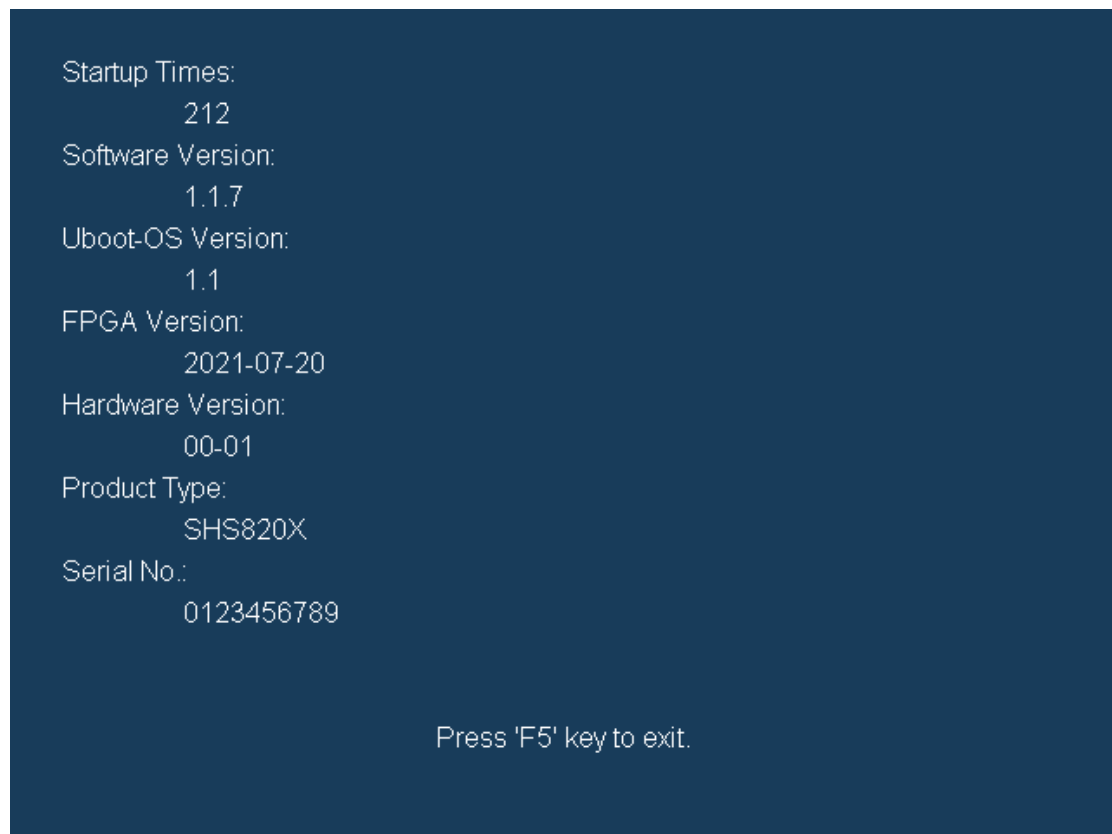 Startup Times:
212
Software Version:
1.1.7
Uboot-OS Version:
1.1
FPGA Version:
2021-07-20
Hardware Version:
00-01
Product Type:
SHS820X
Serial No.:
0123456789
Press 'F5' key to exit.